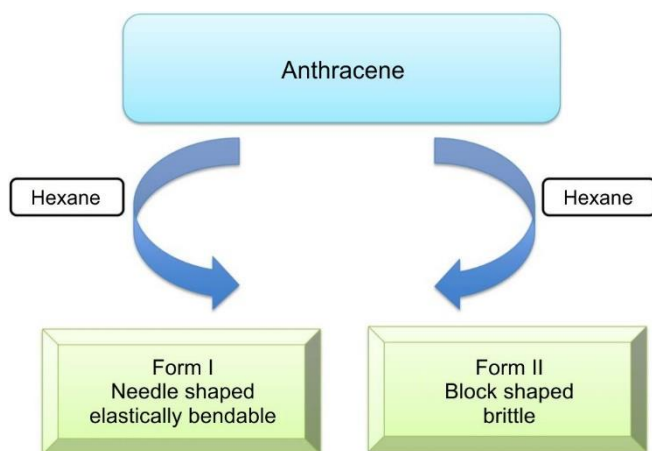 Anthracene
Hexane
Hexane
Form I
Needle shaped
elastically bendable
Form II
Block shaped
brittle